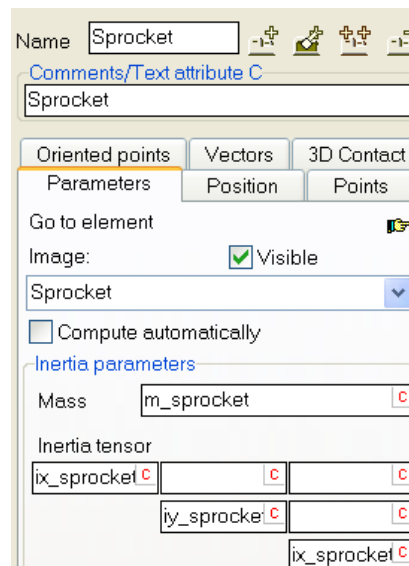 Name Sprocket
Comments/Text attribute C
Sprocket
Oriented points Vectors 3D Contact
Parameters Position Points
Go to element
Image: Visible
Sprocket
Compute automatically
Inertia parameters
Mass m_sprocket C
Inertia tensor
ix_sprocket C C C
iy_sprocket C C
ix_sprocket C